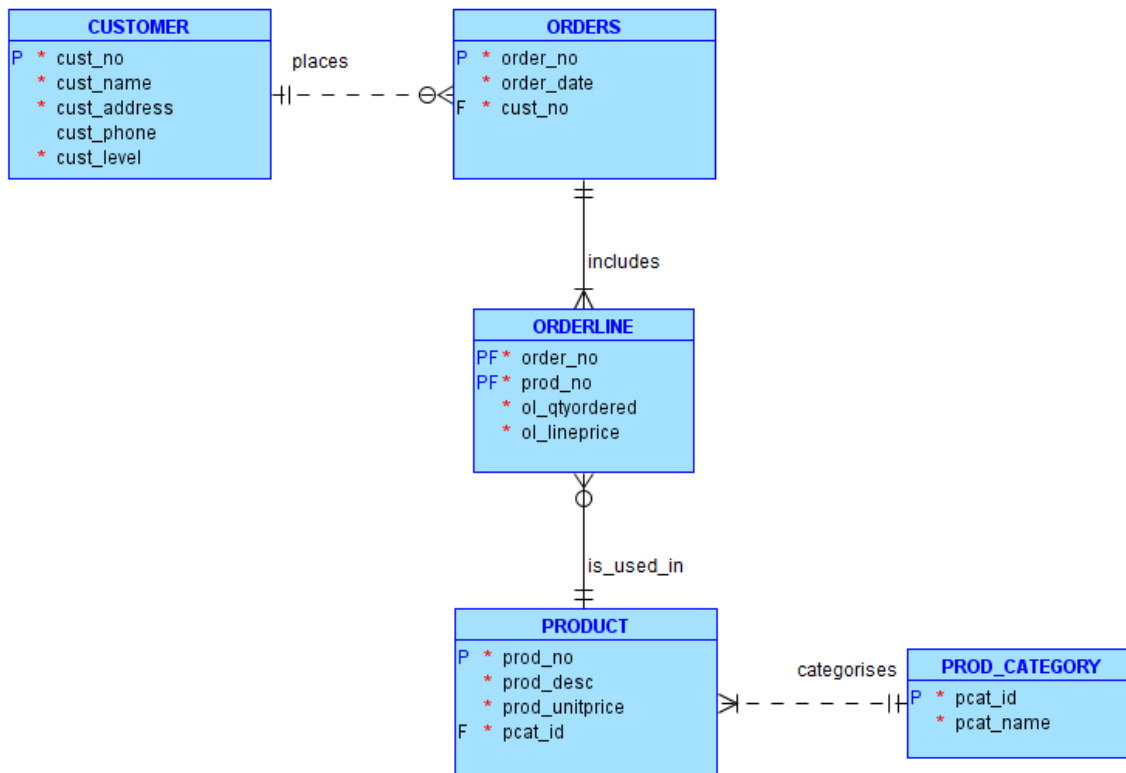 CUSTOMER
P * cust_no
* cust_name
* cust_address
cust_phone
* cust_level
places
ORDERS
P * order_no
* order_date
F * cust_no
includes
ORDERLINE
PF * order_no
PF * prod_no
* ol_qtyordered
* ol_lineprice
is_used_in
PRODUCT
P * prod_no
* prod_desc
* prod_unitprice
F * pcat_id
categorises
PROD_CATEGORY
P * pcat_id
* pcat_name